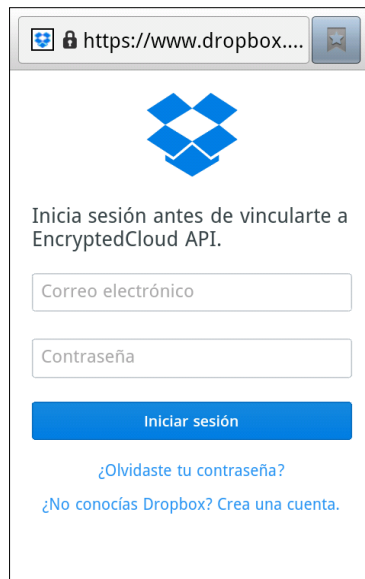 https://www.dropbox....
Inicia sesión antes de vincularte a
EncryptedCloud API.
Correo electrónico
Contraseña
Iniciar sesión
¿Olvidaste tu contraseña?
¿No conocías Dropbox? Crea una cuenta.